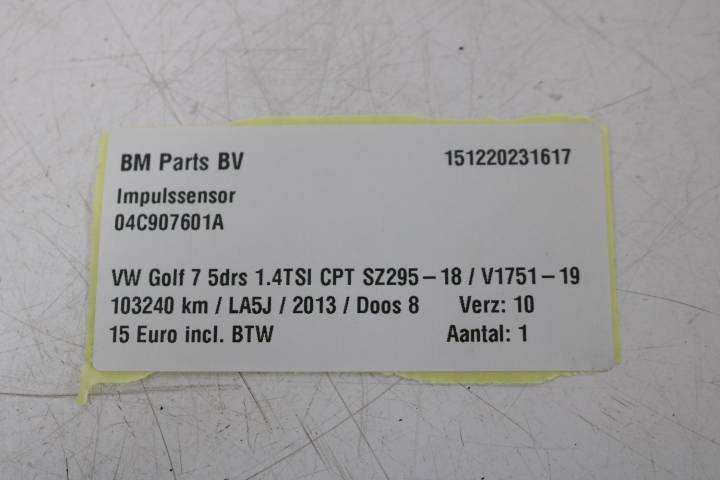 BM Parts BV 151220231617
Impulssensor
04C907601A
VW Golf 7 5drs 1.4TSI CPT SZ295-18 / V1751-19
103240 km / LA5J / 2013 / Doos 8 Verz: 10
15 Euro incl. BTW Aantal: 1